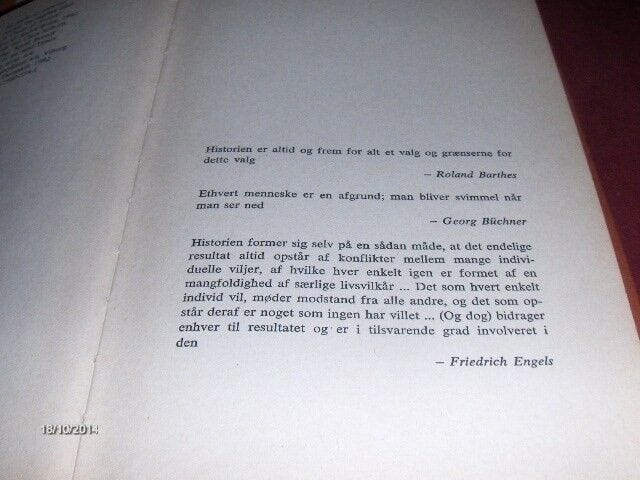 Historien er altid og frem for alt et valg og grænserne for
dette valg
– Roland Barthes
Ethvert menneske er en afgrund; man bliver svimmel når
man ser ned
– Georg Büchner
Historien former sig selv på en sådan måde, at det endelige
resultat altid opstår af konflikter mellem mange indivi-
duelle viljer, af hvilke hver enkelt igen er formet af en
mangfoldighed af særlige livsvilkår ... Det som hvert enkelt
individ vil, møder modstand fra alle andre, og det som op-
står deraf er noget som ingen har villet ... (Og dog) bidrager
enhver til resultatet og er i tilsvarende grad involveret i
den
– Friedrich Engels
18/10/2014